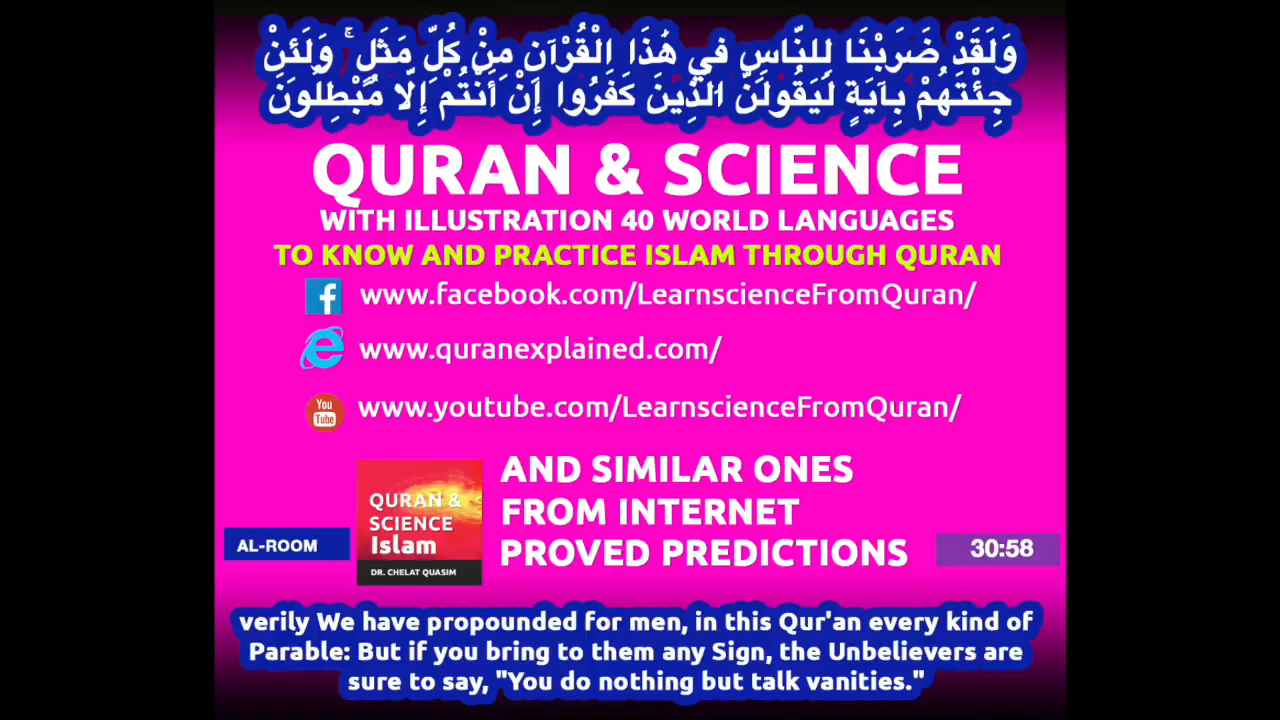 وَلَقَدْ ضَرَبْنَا لِلنَّاسِ فِي هَٰذَا الْقُرْآنِ مِنْ كُلِّ مَثَلٍ ۚ وَلَئِنْ
جِئْتَهُمْ بِآيَةٍ لَيَقُولَنَّ الَّذِينَ كَفَرُوا إِنْ أَنْتُمْ إِلَّا مُبْطِلُونَ
QURAN & SCIENCE
WITH ILLUSTRATION 40 WORLD LANGUAGES
TO KNOW AND PRACTICE ISLAM THROUGH QURAN
www.facebook.com/LearnscienceFromQuran/
www.quranexplained.com/
You
Tube
www.youtube.com/LearnscienceFromQuran/
AND SIMILAR ONES
FROM INTERNET
PROVED PREDICTIONS
QURAN &
SCIENCE
Islam
DR. CHELAT QUASIM
AL-ROOM
30:58
verily We have propounded for men, in this Qur'an every kind of
Parable: But if you bring to them any Sign, the Unbelievers are
sure to say, "You do nothing but talk vanities."